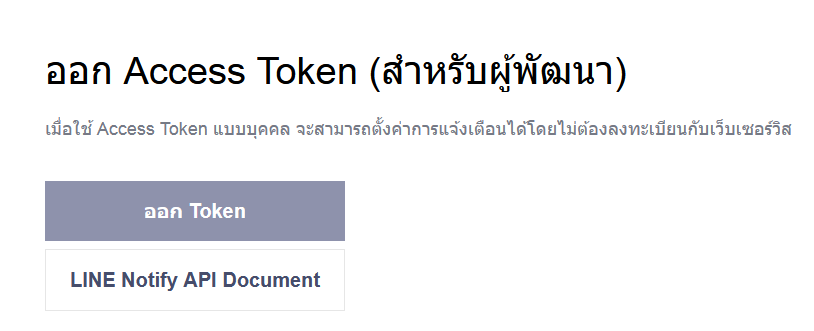 ออก Access Token (สำหรับผู้พัฒนา)
เมื่อใช้ Access Token แบบบุคคล จะสามารถตั้งค่าการแจ้งเตือนได้โดยไม่ต้องลงทะเบียนกับเว็บเซอร์วิส
ออก Token
LINE Notify API Document